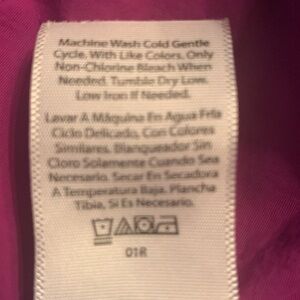 Machine Wash Cold Gentle
Cycle, With Like Colors. Only
Non-Chlorine Bleach When
Needed. Tumble Dry Low.
Low Iron If Needed.
Lavar A Máquina En Agua Fria
Ciclo Delicado, Con Colores
Similares. Blanqueador Sin
Cloro Solamente Cuando Sea
Necesario. Secar En Secadora
A Temperatura Baja. Plancha
Tibia, Si Es Necesario.
01R